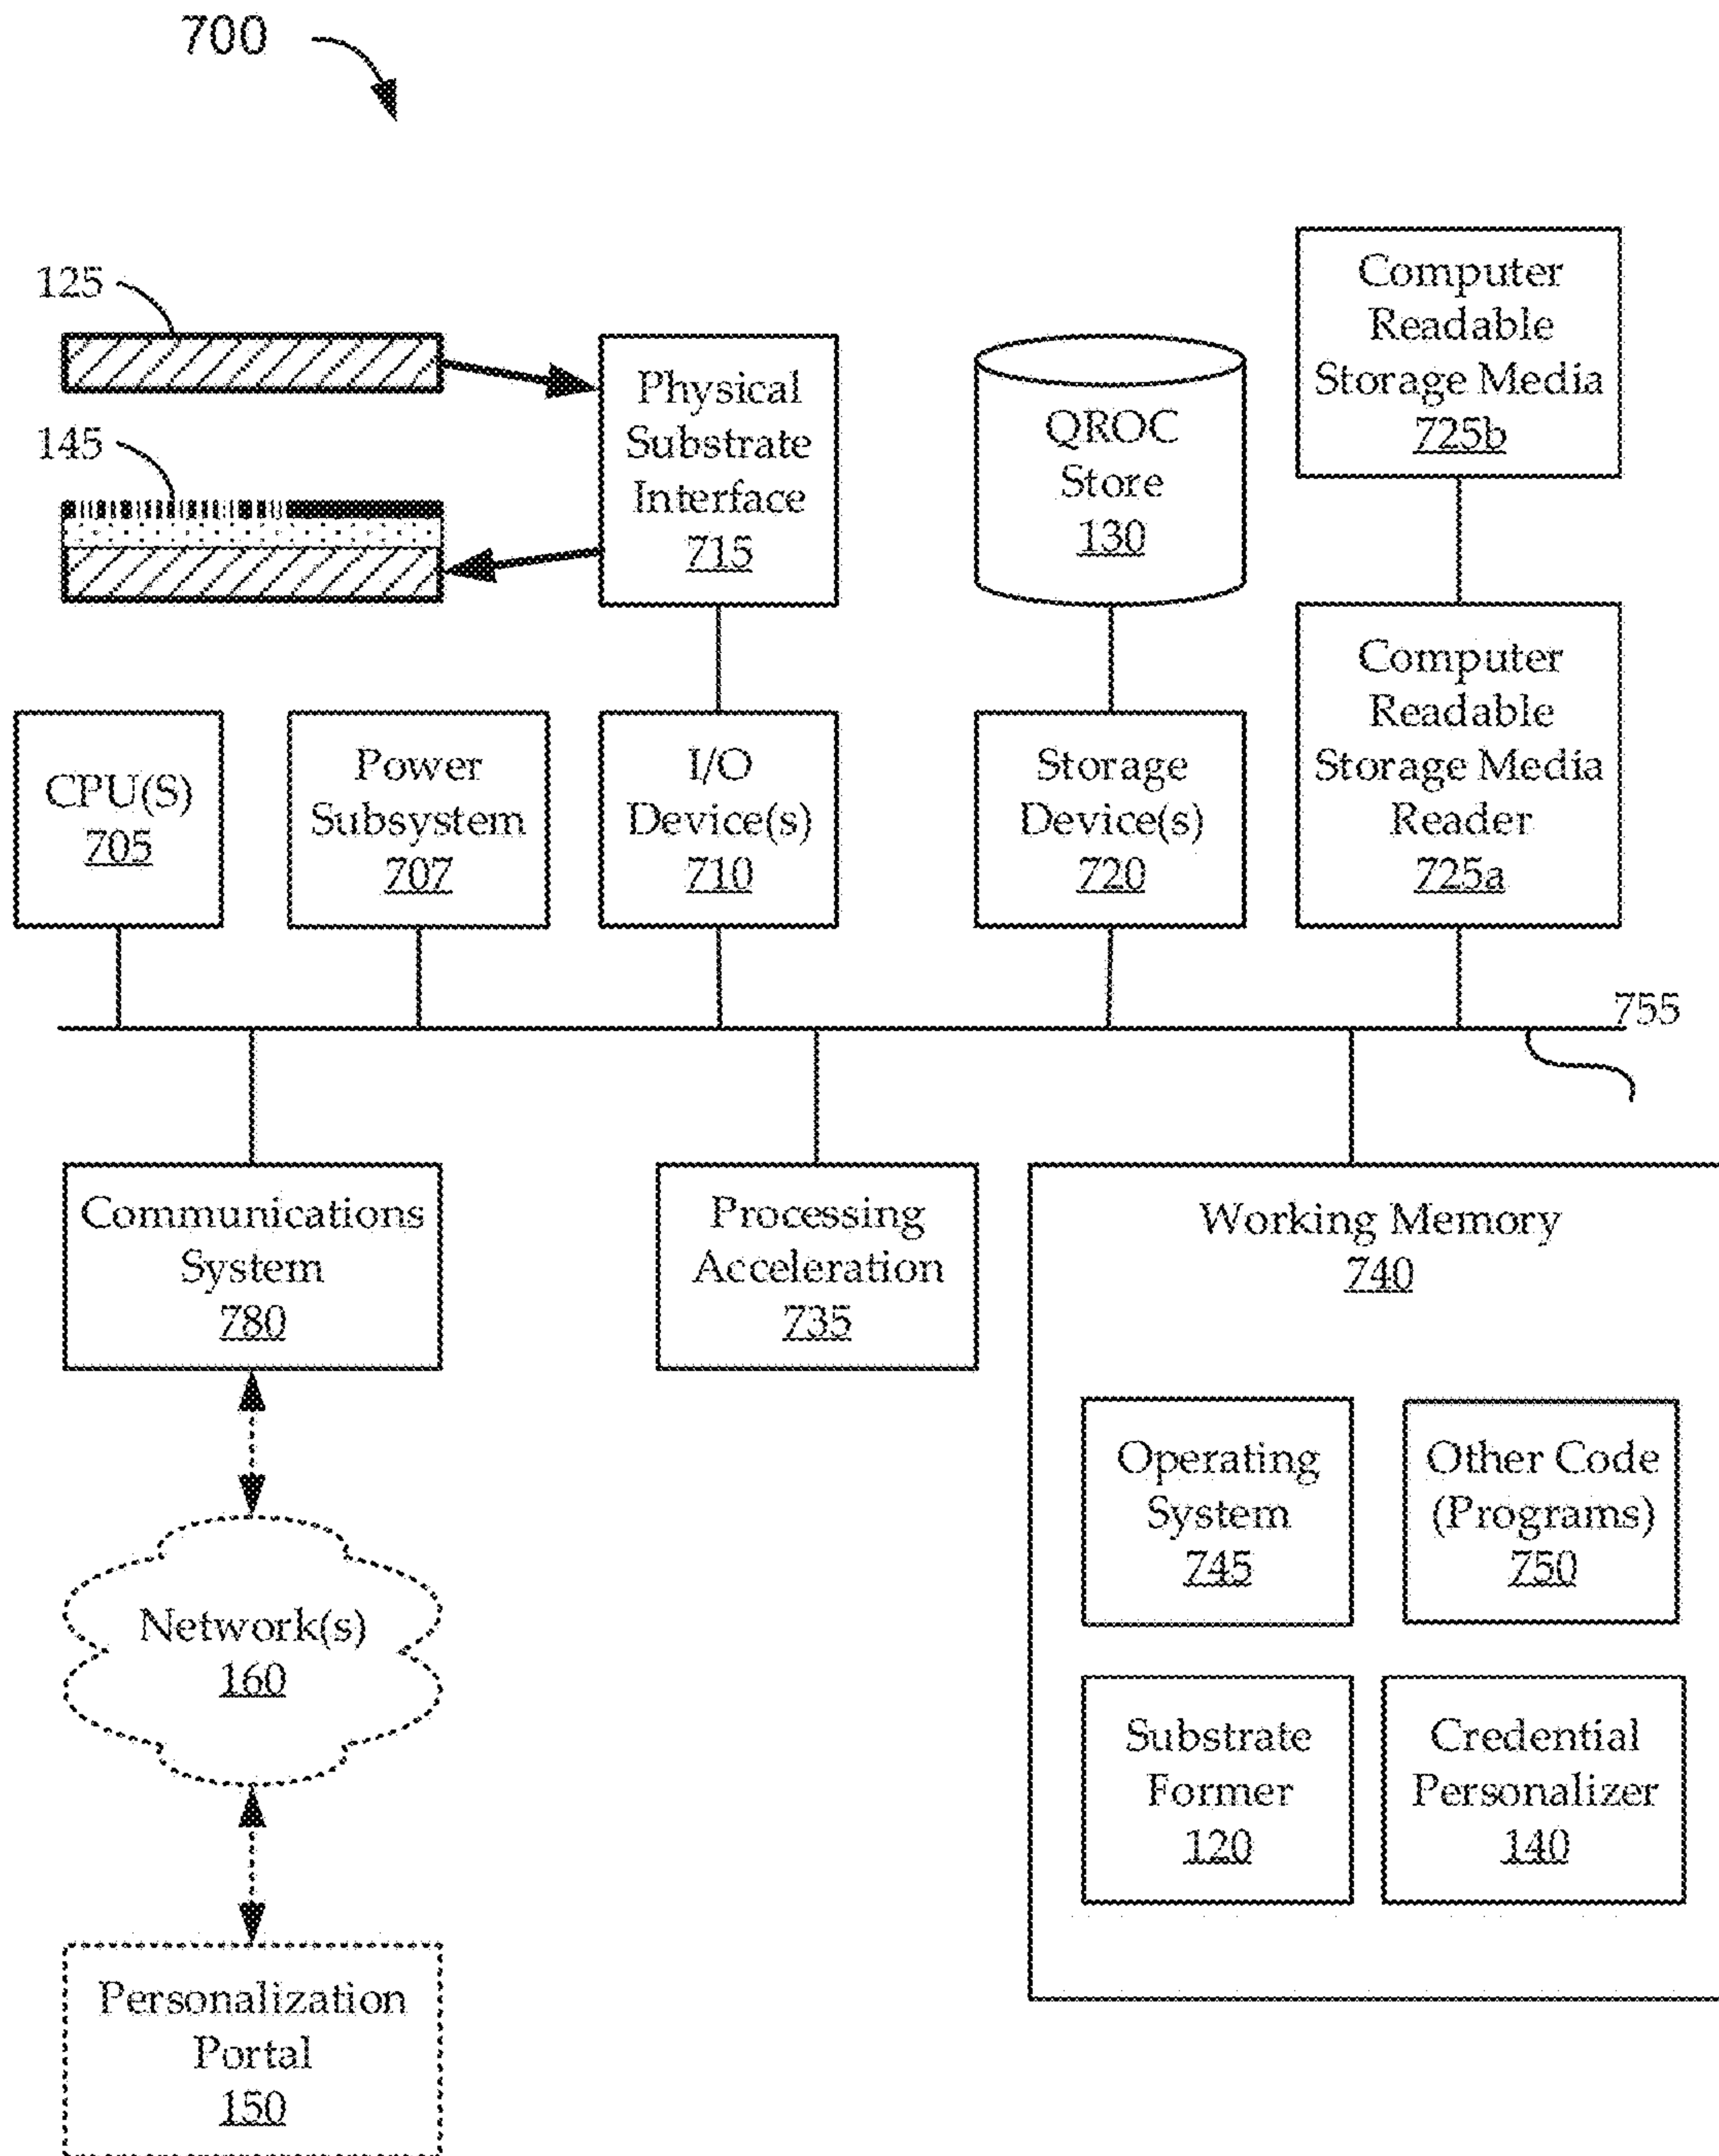 700
125
145
Physical
Substrate
Interface
715
QROC
Store
130
Computer
Readable
Storage Media
725b
CPU(S)
705
Power
Subsystem
707
I/O
Device(s)
710
Storage
Device(s)
720
Computer
Readable
Storage Media
Reader
725a
755
Communications
System
780
Processing
Acceleration
735
Working Memory
740
Operating
System
745
Other Code
(Programs)
750
Substrate
Former
120
Credential
Personalizer
140
Network(s)
160
Personalization
Portal
150